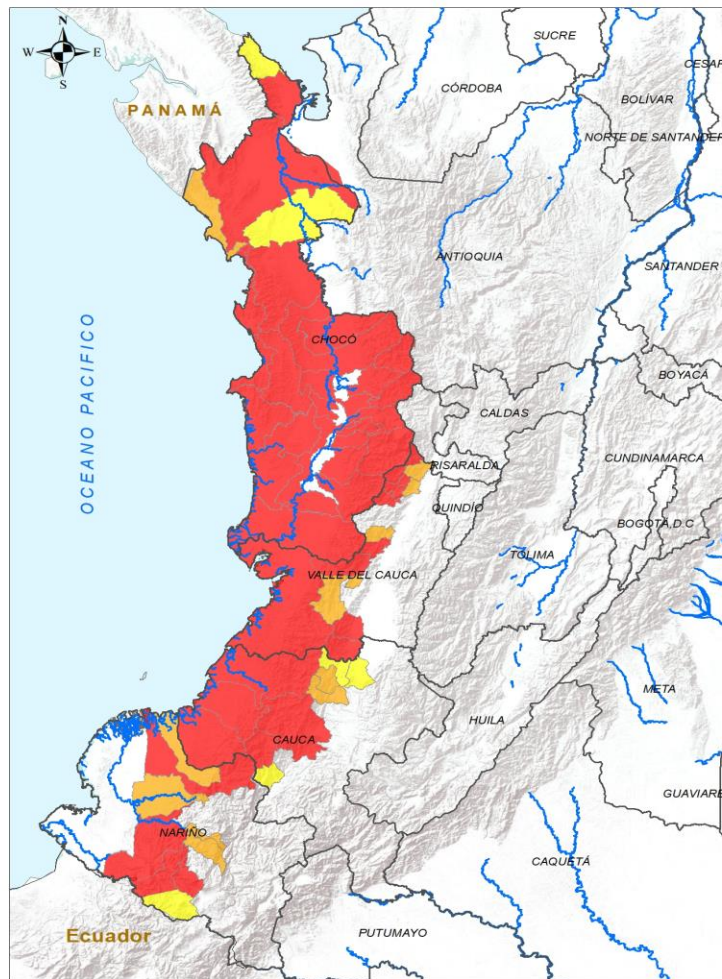 SUCRE
N
W
E
S
CESAR
CÓRDOBA
BOLÍVAR
PANAMÁ
NORTE DE SANTANDER
ANTIOQUIA
SANTANDER
CHOCÓ
BOYACÁ
CALDAS
OCEANO PACIFICO
CUNDINAMARCA
RISARALDA
QUINDÍO
BOGOTÁ, D.C
TOLIMA
VALLE DEL CAUCA
META
HUILA
CAUCA
GUAVIARE
NARIÑO
CAQUETÁ
Ecuador
PUTUMAYO